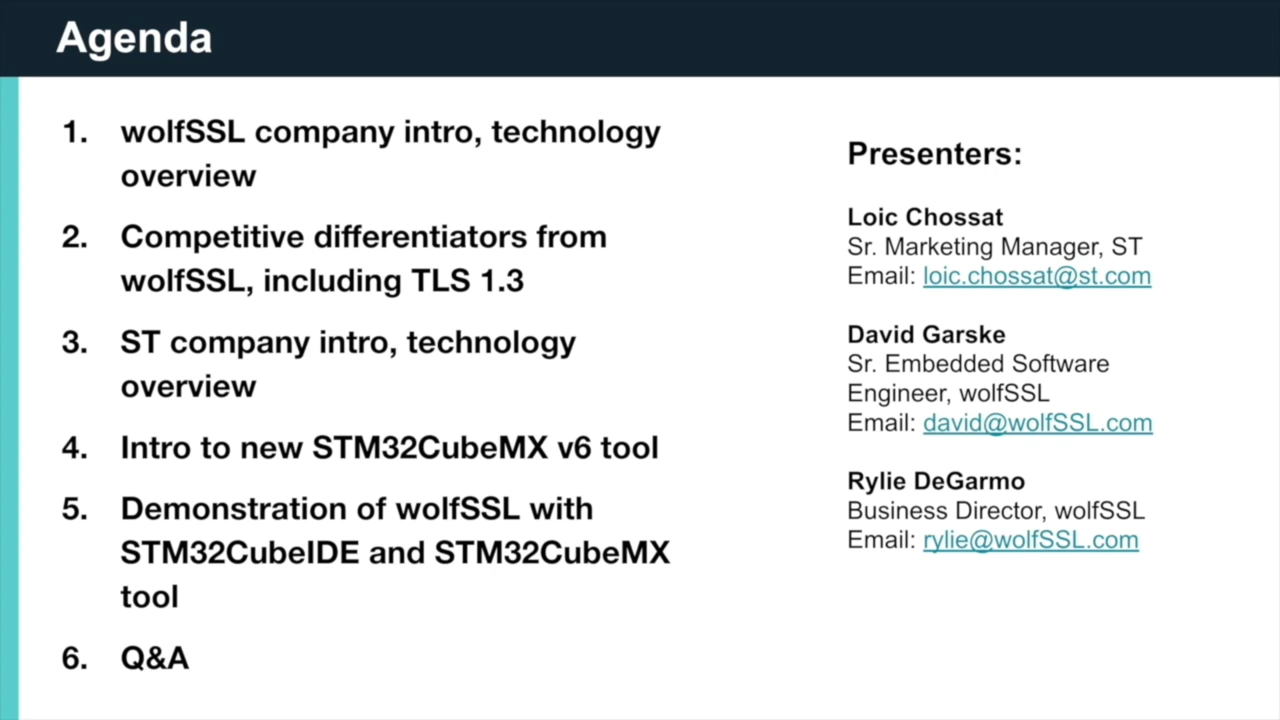 Agenda
1. wolfSSL company intro, technology
overview
2. Competitive differentiators from
wolfSSL, including TLS 1.3
3. ST company intro, technology
overview
4. Intro to new STM32CubeMX v6 tool
5. Demonstration of wolfSSL with
STM32CubeIDE and STM32CubeMX
tool
6. Q&A
Presenters:
Loic Chossat
Sr. Marketing Manager, ST
Email: loic.chossat@st.com
David Garske
Sr. Embedded Software
Engineer, wolfSSL
Email: david@wolfSSL.com
Rylie DeGarmo
Business Director, wolfSSL
Email: rylie@wolfSSL.com